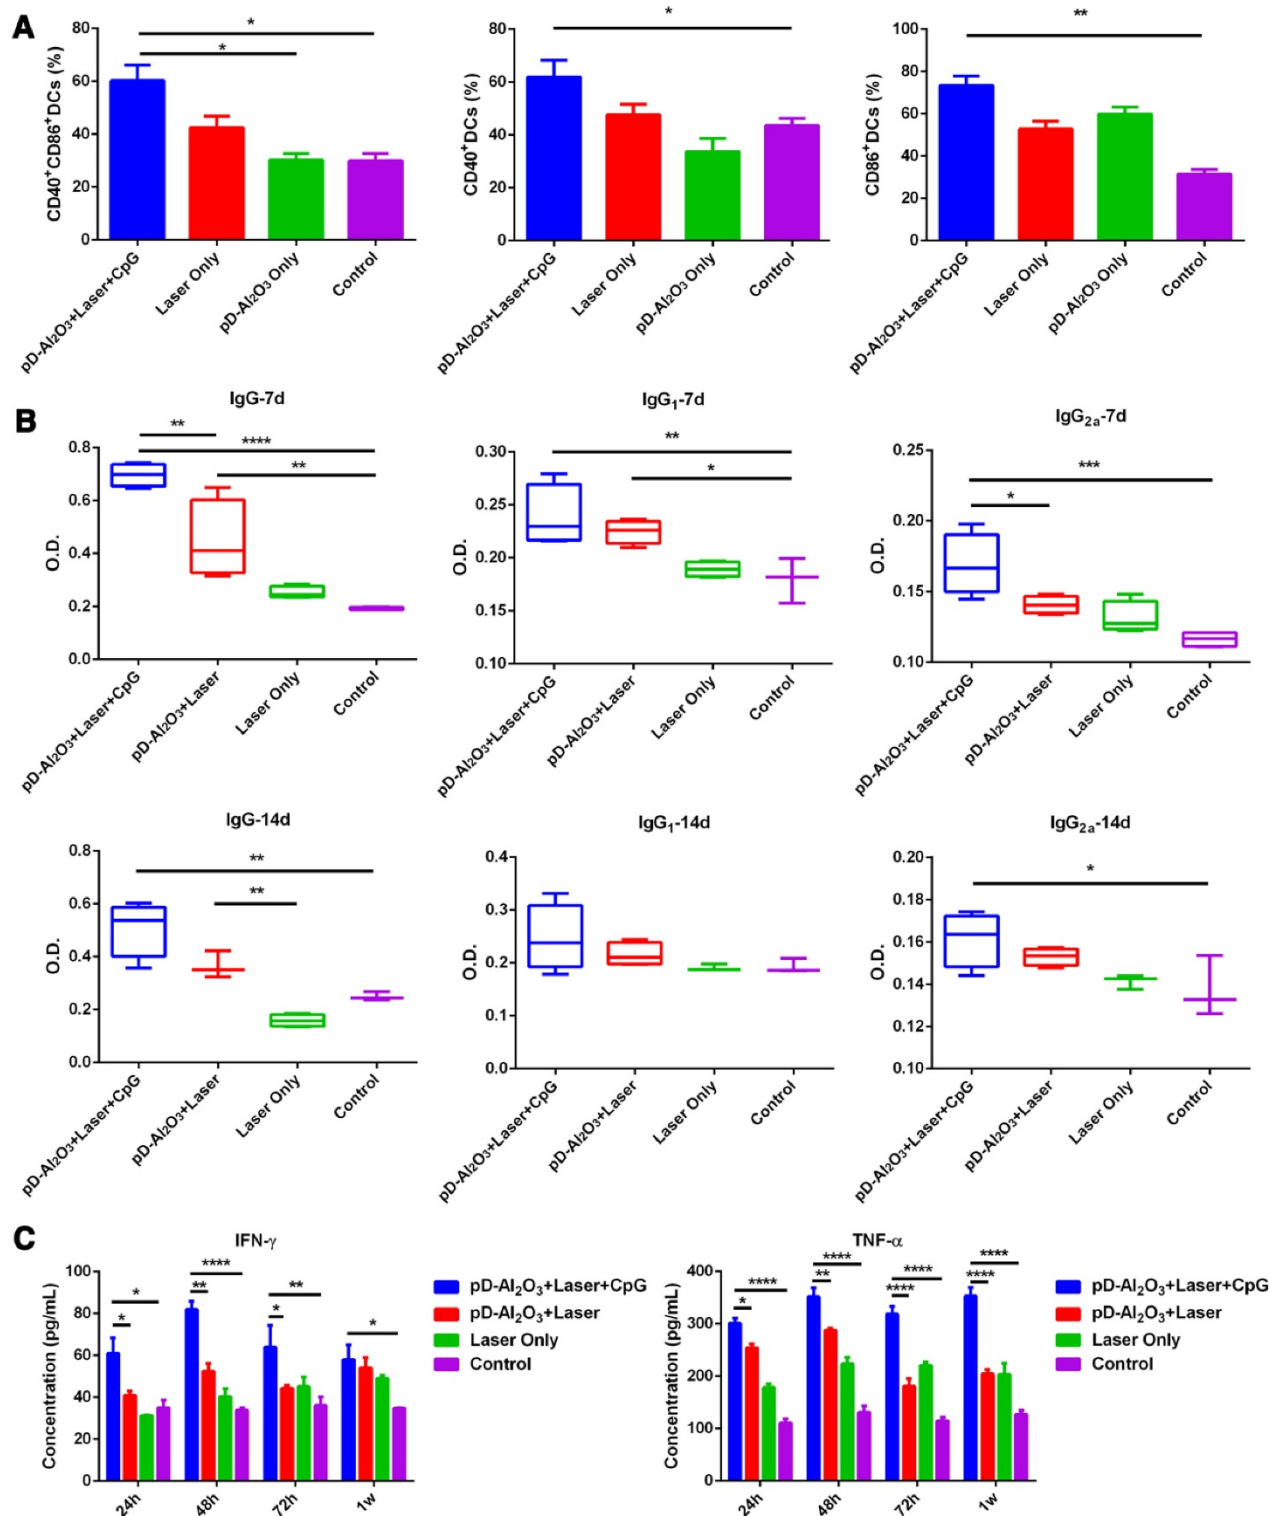 A
CD40⁺CD86⁺DCs (%)
80
60
40
20
0
*
*
pD-Al₂O₃+Laser+CpG
Laser Only
pD-Al₂O₃ Only
Control
CD40⁺DCs (%)
80
60
40
20
0
*
pD-Al₂O₃+Laser+CpG
Laser Only
pD-Al₂O₃ Only
Control
CD86⁺DCs (%)
100
80
60
40
20
0
**
pD-Al₂O₃+Laser+CpG
Laser Only
pD-Al₂O₃ Only
Control
B
IgG-7d
O.D.
0.8
0.6
0.4
0.2
0.0
**
****
**
pD-Al₂O₃+Laser+CpG
pD-Al₂O₃+Laser
Laser Only
Control
IgG₁-7d
O.D.
0.30
0.25
0.20
0.15
0.10
**
*
pD-Al₂O₃+Laser+CpG
pD-Al₂O₃+Laser
Laser Only
Control
IgG₂ₐ-7d
O.D.
0.25
0.20
0.15
0.10
***
*
pD-Al₂O₃+Laser+CpG
pD-Al₂O₃+Laser
Laser Only
Control
IgG-14d
O.D.
0.8
0.6
0.4
0.2
0.0
**
**
pD-Al₂O₃+Laser+CpG
pD-Al₂O₃+Laser
Laser Only
Control
IgG₁-14d
O.D.
0.4
0.3
0.2
0.1
0.0
pD-Al₂O₃+Laser+CpG
pD-Al₂O₃+Laser
Laser Only
Control
IgG₂ₐ-14d
O.D.
0.20
0.18
0.16
0.14
0.12
0.10
*
pD-Al₂O₃+Laser+CpG
pD-Al₂O₃+Laser
Laser Only
Control
C
IFN-γ
Concentration (pg/mL)
100
80
60
40
20
0
*
*
****
**
**
*
*
24h
48h
72h
1w
pD-Al₂O₃+Laser+CpG
pD-Al₂O₃+Laser
Laser Only
Control
TNF-α
Concentration (pg/mL)
400
300
200
100
0
****
*
****
**
****
****
****
****
24h
48h
72h
1w
pD-Al₂O₃+Laser+CpG
pD-Al₂O₃+Laser
Laser Only
Control